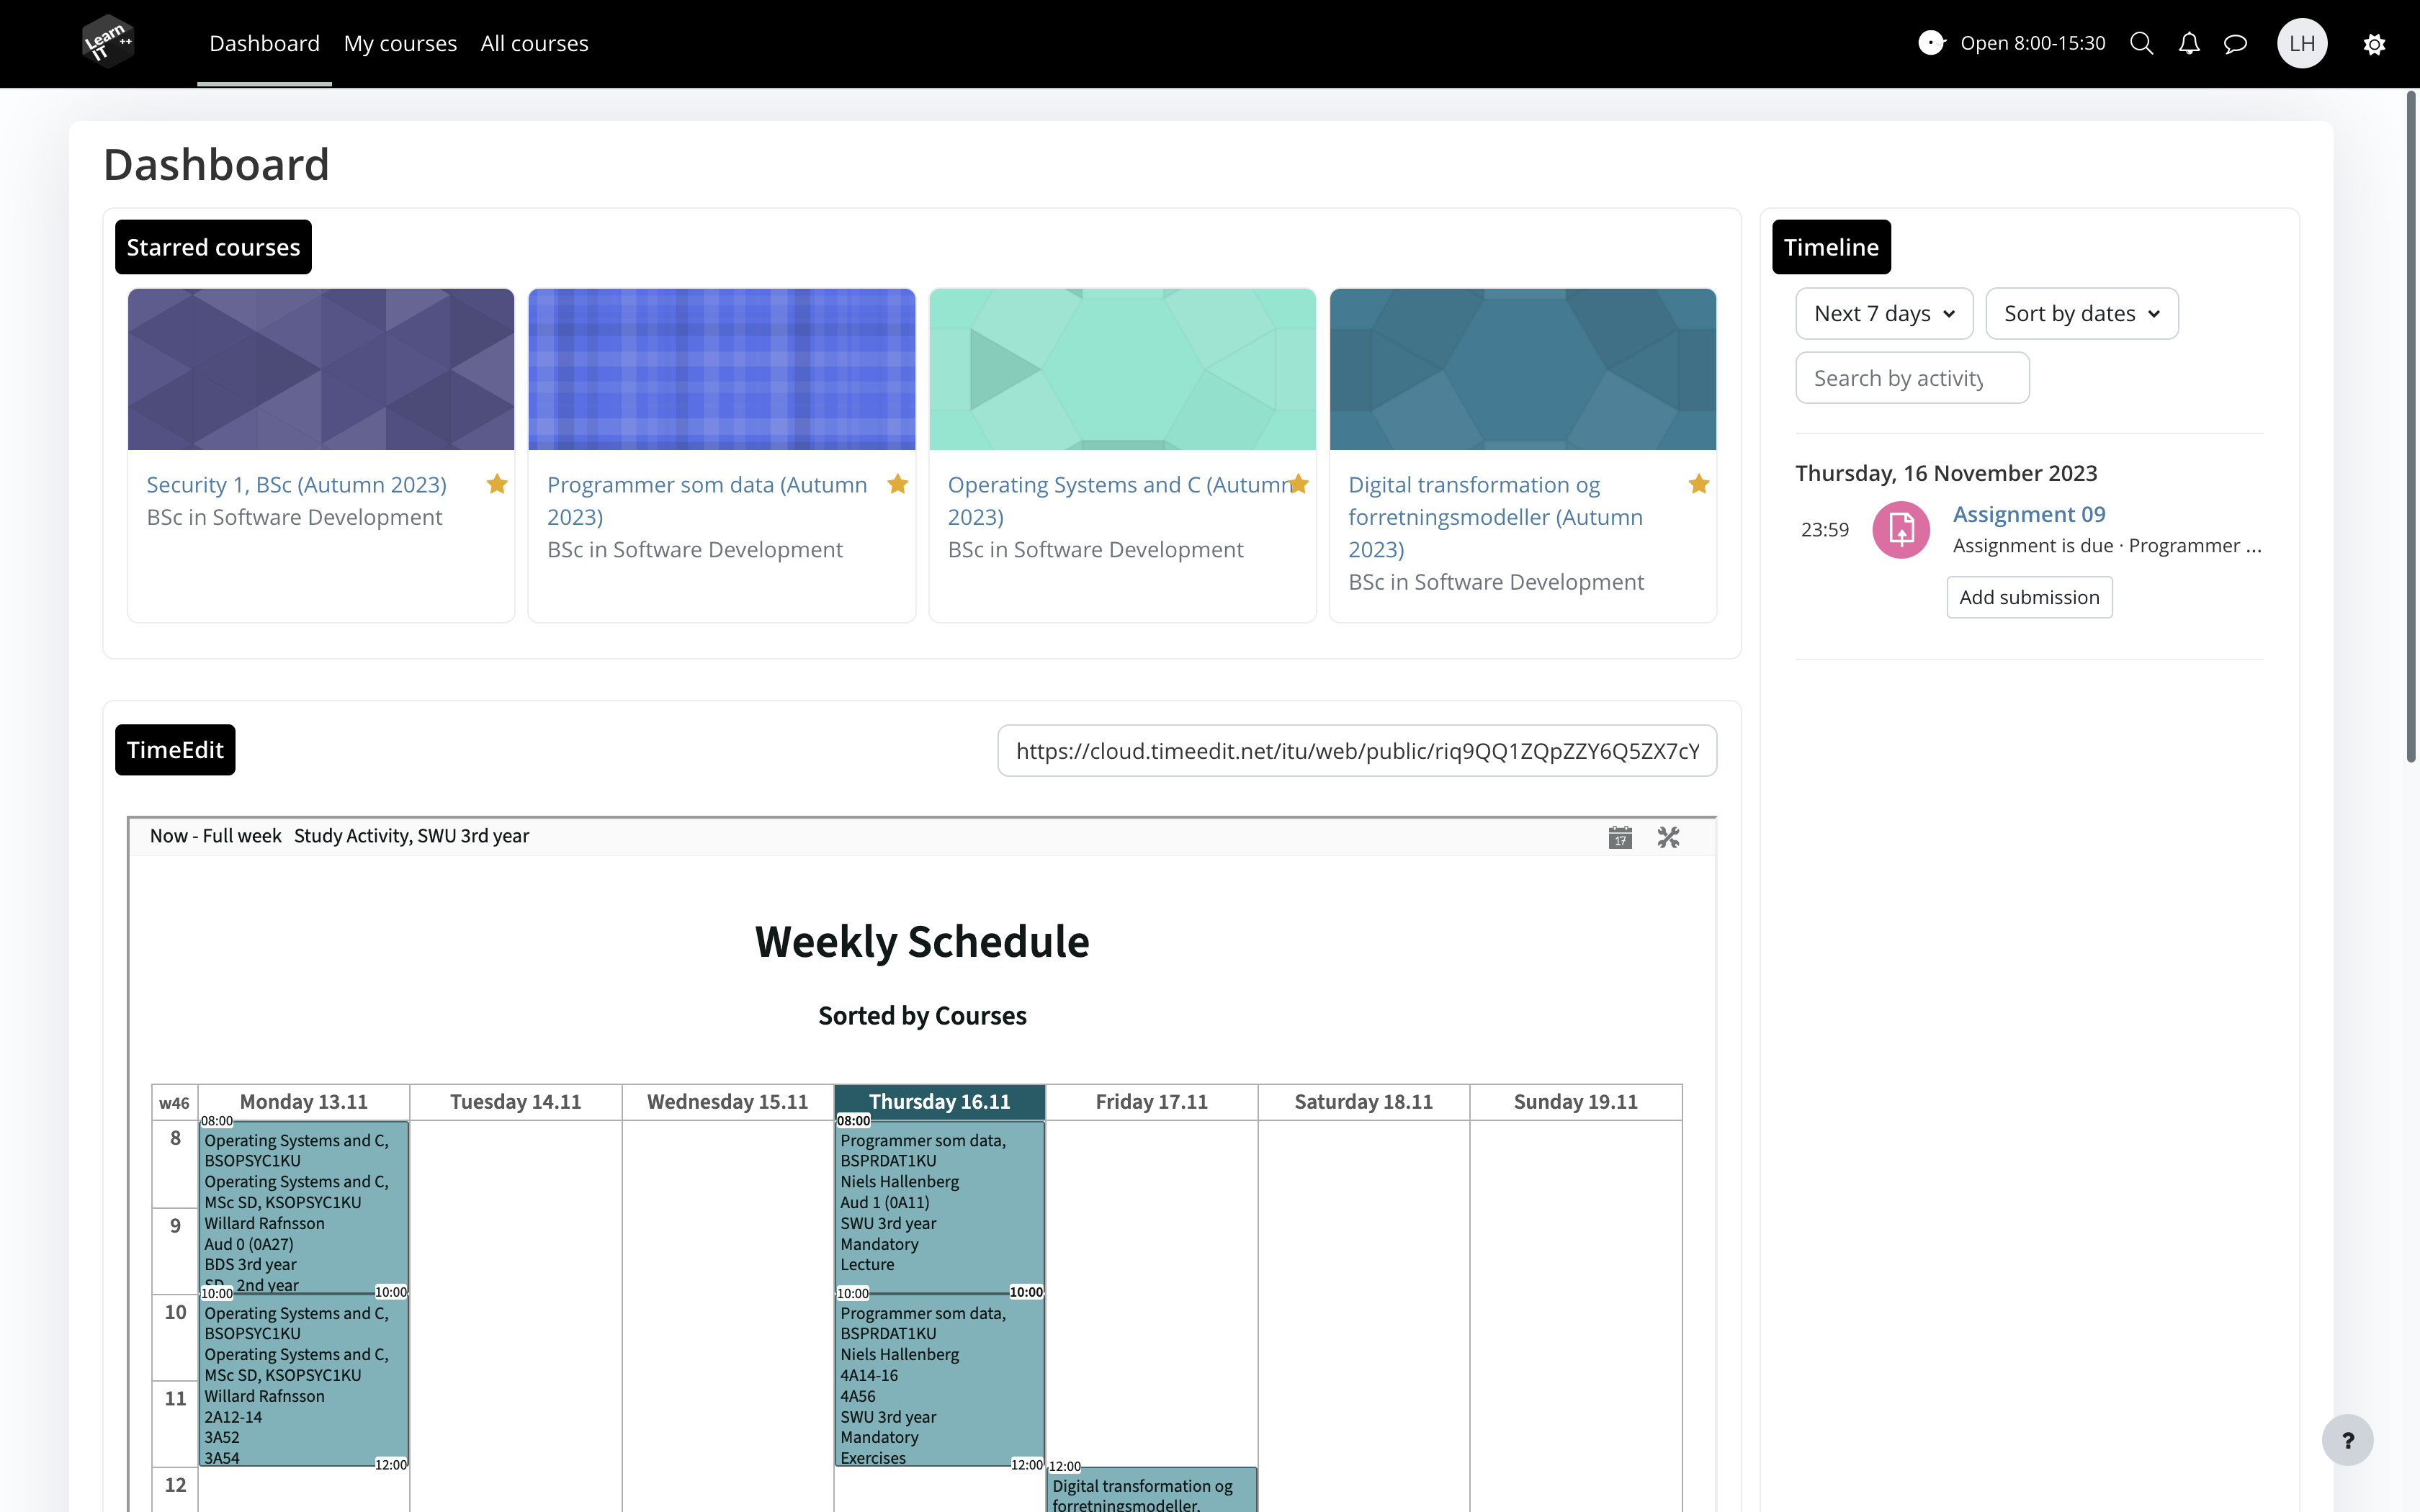 Learn
IT ++
Dashboard
My courses
All courses
Open 8:00-15:30
LH
Dashboard
Starred courses
Security 1, BSc (Autumn 2023)
BSc in Software Development
Programmer som data (Autumn
2023)
BSc in Software Development
Operating Systems and C (Autumn
2023)
BSc in Software Development
Digital transformation og
forretningsmodeller (Autumn
2023)
BSc in Software Development
Timeline
Next 7 days
Sort by dates
Search by activity
Thursday, 16 November 2023
23:59
Assignment 09
Assignment is due · Programmer ...
Add submission
TimeEdit
https://cloud.timeedit.net/itu/web/public/riq9QQ1ZQpZZY6Q5ZX7cY
Now - Full week Study Activity, SWU 3rd year
17
Weekly Schedule
Sorted by Courses
w46
Monday 13.11
Tuesday 14.11
Wednesday 15.11
Thursday 16.11
Friday 17.11
Saturday 18.11
Sunday 19.11
8
9
10
11
12
08:00
Operating Systems and C,
BSOPSYC1KU
Operating Systems and C,
MSc SD, KSOPSYC1KU
Willard Rafnsson
Aud 0 (0A27)
BDS 3rd year
SD - 2nd year
10:00
10:00
Operating Systems and C,
BSOPSYC1KU
Operating Systems and C,
MSc SD, KSOPSYC1KU
Willard Rafnsson
2A12-14
3A52
3A54
12:00
08:00
Programmer som data,
BSPRDAT1KU
Niels Hallenberg
Aud 1 (0A11)
SWU 3rd year
Mandatory
Lecture
10:00
10:00
Programmer som data,
BSPRDAT1KU
Niels Hallenberg
4A14-16
4A56
SWU 3rd year
Mandatory
Exercises
12:00
12:00
Digital transformation og
forretningsmodeller,
?